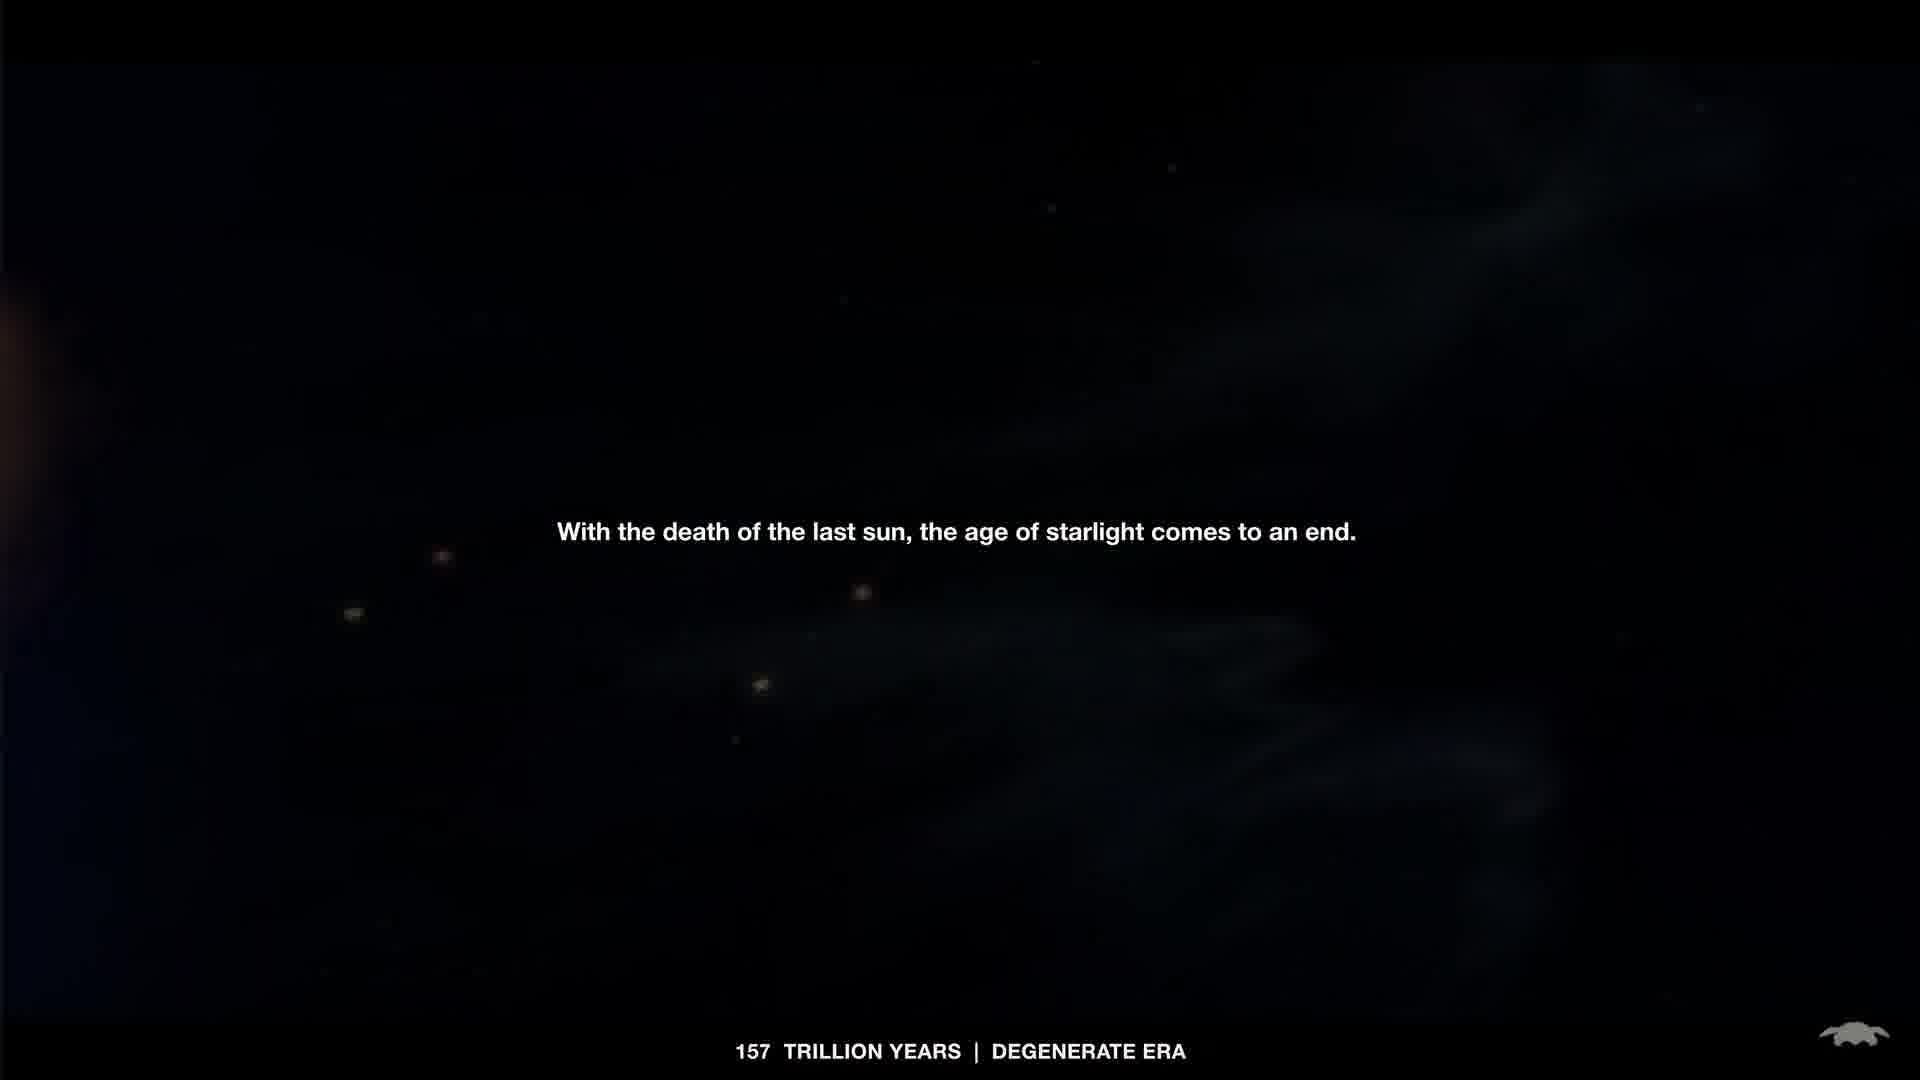 With the death of the last sun, the age of starlight comes to an end.
157 TRILLION YEARS | DEGENERATE ERA